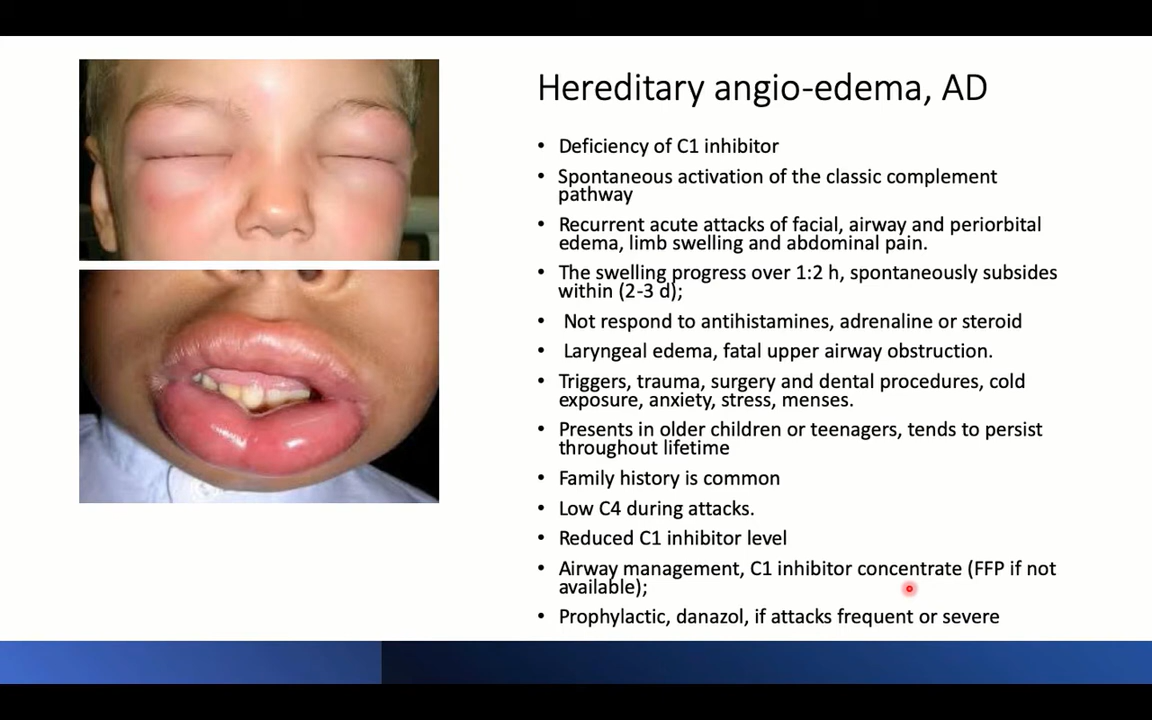 Hereditary angio-edema, AD
• Deficiency of C1 inhibitor
• Spontaneous activation of the classic complement
pathway
• Recurrent acute attacks of facial, airway and periorbital
edema, limb swelling and abdominal pain.
• The swelling progress over 1:2 h, spontaneously subsides
within (2-3 d);
• Not respond to antihistamines, adrenaline or steroid
• Laryngeal edema, fatal upper airway obstruction.
• Triggers, trauma, surgery and dental procedures, cold
exposure, anxiety, stress, menses.
• Presents in older children or teenagers, tends to persist
throughout lifetime
• Family history is common
• Low C4 during attacks.
• Reduced C1 inhibitor level
• Airway management, C1 inhibitor concentrate (FFP if not
available);
• Prophylactic, danazol, if attacks frequent or severe